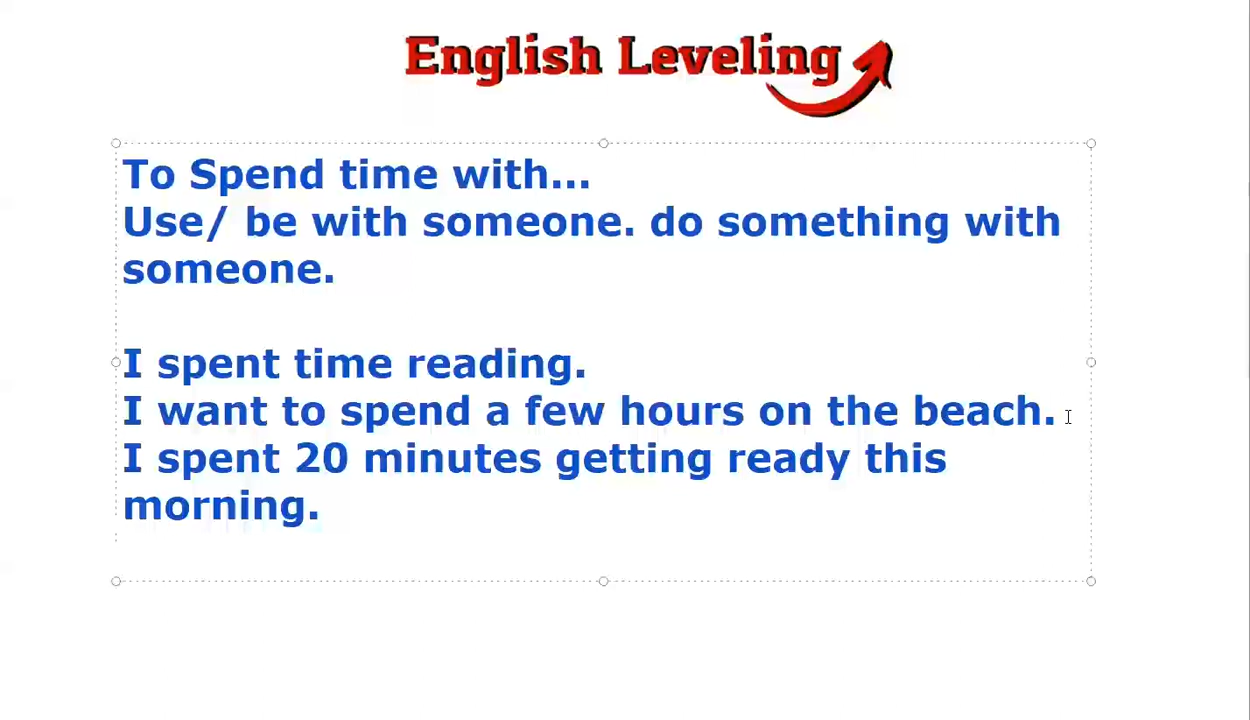 English Leveling
To Spend time with...
Use/ be with someone. do something with
someone.
I spent time reading.
I want to spend a few hours on the beach.
I spent 20 minutes getting ready this
morning.